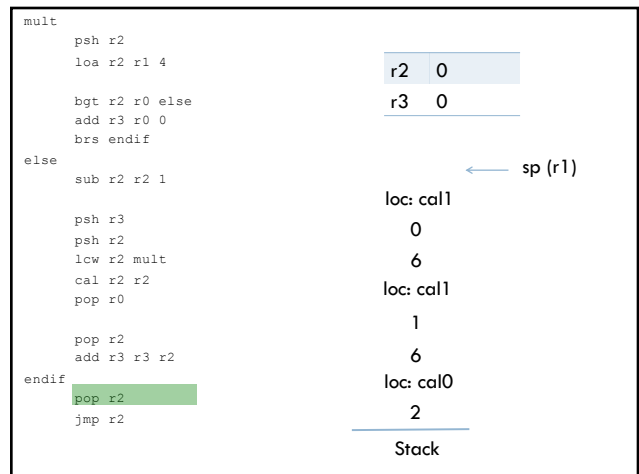 mult
psh r2
loa r2 r1 4
bgt r2 r0 else
add r3 r0 0
brs endif
else
sub r2 r2 1
psh r3
psh r2
lcw r2 mult
cal r2 r2
pop r0
pop r2
add r3 r3 r2
endif
pop r2
jmp r2
r2 0
r3 0
sp (r1)
loc: cal1
0
6
loc: cal1
1
6
loc: cal0
2
Stack